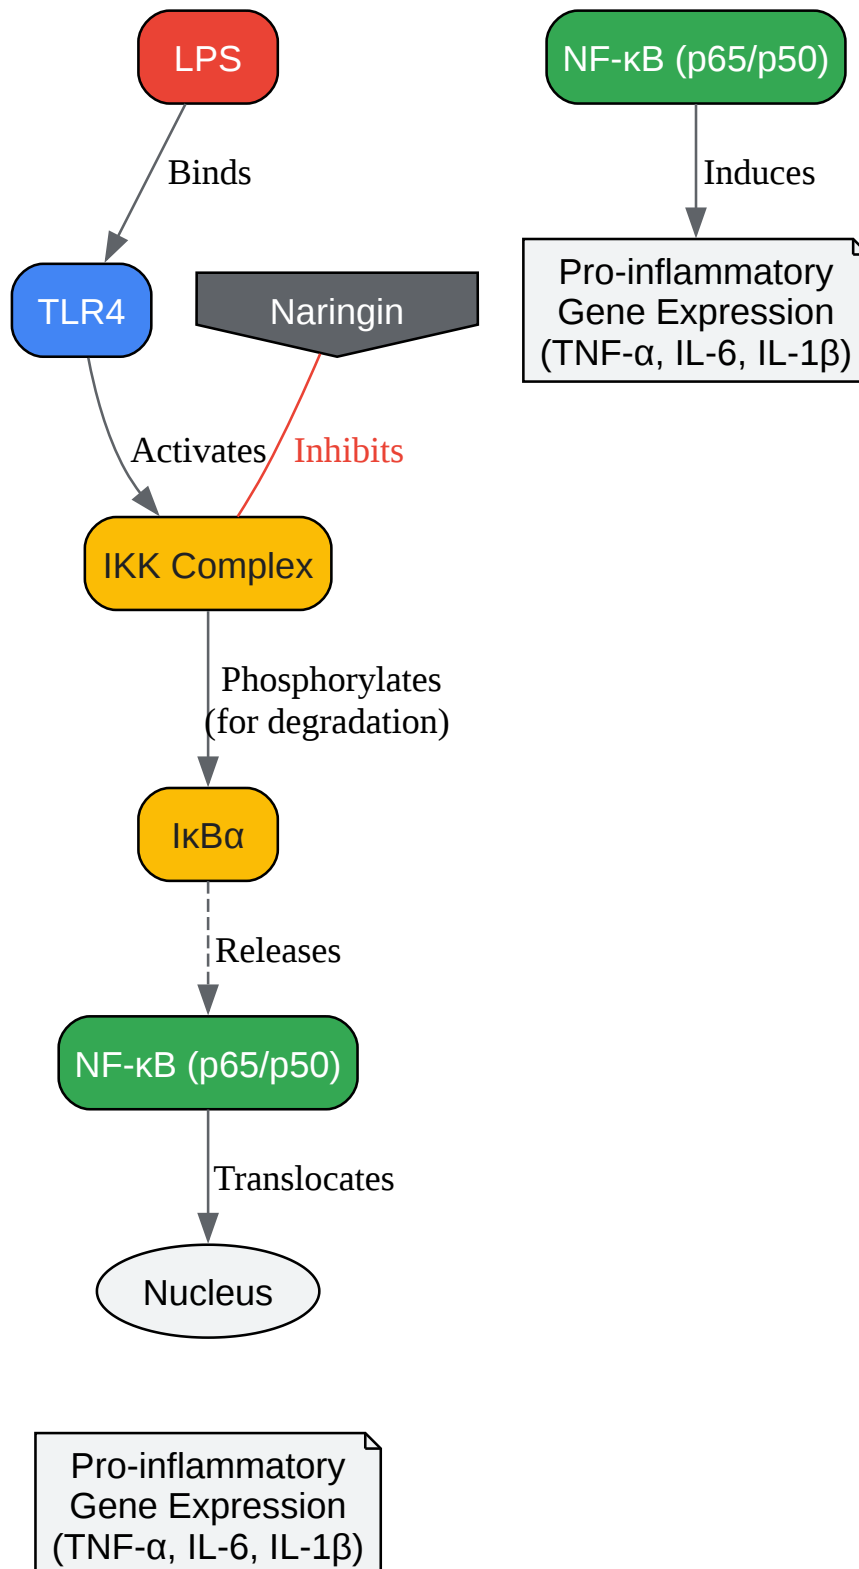 LPS
NF-κB (p65/p50)
Binds
Induces
TLR4
Naringin
Pro-inflammatory
Gene Expression
(TNF-α, IL-6, IL-1β)
Activates
Inhibits
IKK Complex
Phosphorylates
(for degradation)
IκBα
Releases
NF-κB (p65/p50)
Translocates
Nucleus
Pro-inflammatory
Gene Expression
(TNF-α, IL-6, IL-1β)